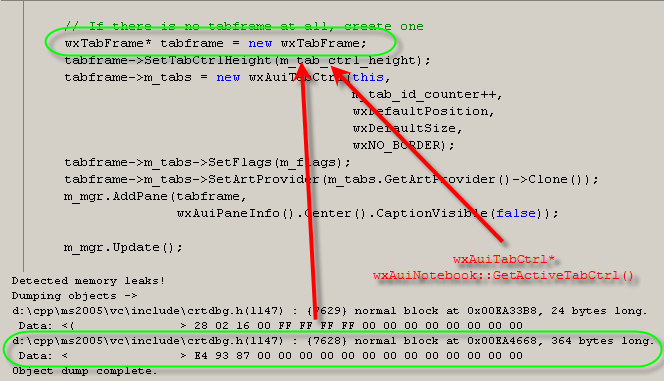 // If there is no tabframe at all, create one
wxTabFrame* tabframe = new wxTabFrame;
tabframe->SetTabCtrlHeight(m_tab_ctrl_height);
tabframe->m_tabs = new wxAuiTabCtrl(this,
m_tab_id_counter++,
wxDefaultPosition,
wxDefaultSize,
wxNO_BORDER);
tabframe->m_tabs->SetFlags(m_flags);
tabframe->m_tabs->SetArtProvider(m_tabs.GetArtProvider()->Clone());
m_mgr.AddPane(tabframe,
wxAuiPaneInfo().Center().CaptionVisible(false));
m_mgr.Update();
wxAuiTabCtrl*
wxAuiNotebook::GetActiveTabCtrl()
Detected memory leaks!
Dumping objects ->
d:\cpp\ms2005\vc\include\crtdbg.h(1147) : {7629} normal block at 0x00EA33B8, 24 bytes long.
Data: <( > 28 02 16 00 FF FF FF FF 00 00 00 00 00 00 00 00
d:\cpp\ms2005\vc\include\crtdbg.h(1147) : {7628} normal block at 0x00EA4668, 364 bytes long.
Data: < > E4 93 87 00 00 00 00 00 00 00 00 00 00 00 00 00
Object dump complete.